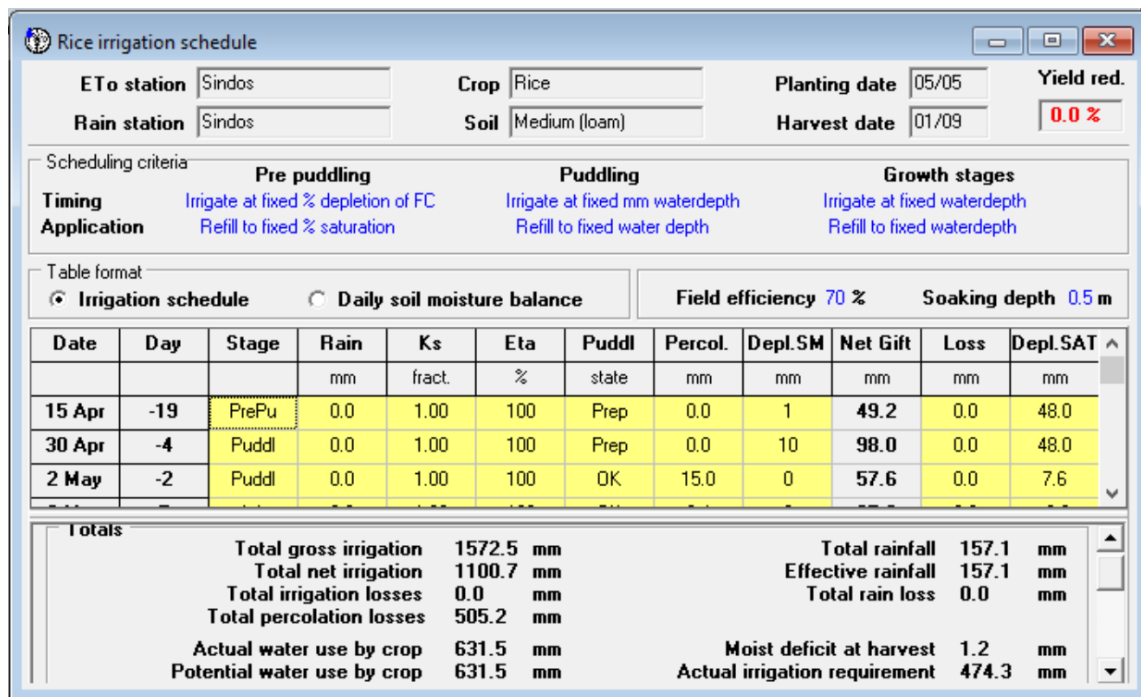 Rice irrigation schedule
ETo station Sindos Crop Rice Planting date 05/05 Yield red.
Rain station Sindos Soil Medium (loam) Harvest date 01/09 0.0 %
Scheduling criteria
Pre puddling Puddling Growth stages
Timing Irrigate at fixed % depletion of FC Irrigate at fixed mm waterdepth Irrigate at fixed waterdepth
Application Refill to fixed % saturation Refill to fixed water depth Refill to fixed waterdepth
Table format
Irrigation schedule Daily soil moisture balance Field efficiency 70 % Soaking depth 0.5 m
Date Day Stage Rain Ks Eta Puddl Percol. Depl.SM Net Gift Loss Depl.SAT
mm fract. % state mm mm mm mm mm
15 Apr -19 PrePu 0.0 1.00 100 Prep 0.0 1 49.2 0.0 48.0
30 Apr -4 Puddl 0.0 1.00 100 Prep 0.0 10 98.0 0.0 48.0
2 May -2 Puddl 0.0 1.00 100 OK 15.0 0 57.6 0.0 7.6
Totals
Total gross irrigation 1572.5 mm Total rainfall 157.1 mm
Total net irrigation 1100.7 mm Effective rainfall 157.1 mm
Total irrigation losses 0.0 mm Total rain loss 0.0 mm
Total percolation losses 505.2 mm
Actual water use by crop 631.5 mm Moist deficit at harvest 1.2 mm
Potential water use by crop 631.5 mm Actual irrigation requirement 474.3 mm